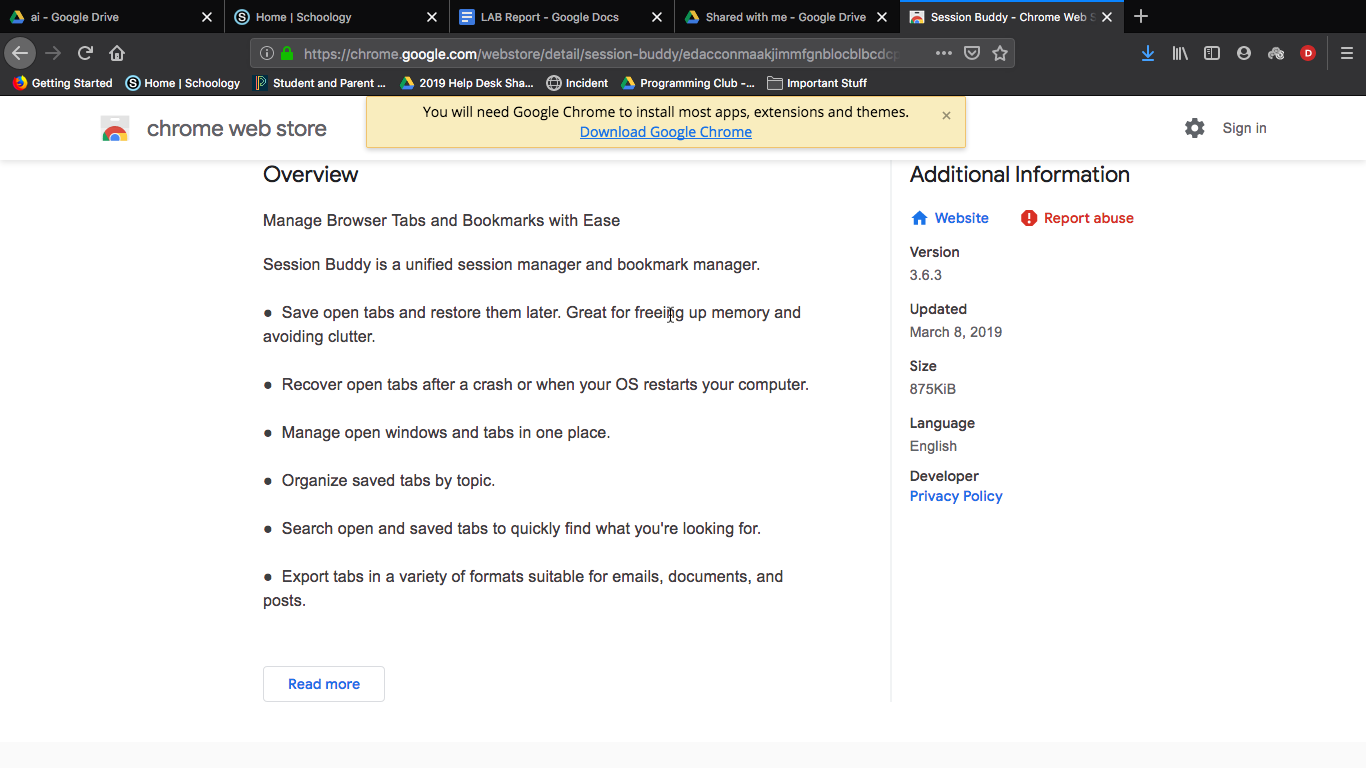 ai - Google Drive
Home | Schoology
LAB Report - Google Docs
Shared with me - Google Drive
Session Buddy - Chrome Web S
https://chrome.google.com/webstore/detail/session-buddy/edacconmaakjimmfgnblocblbcdcp
D
Getting Started
Home | Schoology
Student and Parent ...
2019 Help Desk Sha...
Incident
Programming Club -...
Important Stuff
You will need Google Chrome to install most apps, extensions and themes.
Download Google Chrome
chrome web store
Sign in
Overview
Manage Browser Tabs and Bookmarks with Ease
Session Buddy is a unified session manager and bookmark manager.
● Save open tabs and restore them later. Great for freeing up memory and
avoiding clutter.
● Recover open tabs after a crash or when your OS restarts your computer.
● Manage open windows and tabs in one place.
● Organize saved tabs by topic.
● Search open and saved tabs to quickly find what you're looking for.
● Export tabs in a variety of formats suitable for emails, documents, and
posts.
Read more
Additional Information
Website
Report abuse
Version
3.6.3
Updated
March 8, 2019
Size
875KiB
Language
English
Developer
Privacy Policy